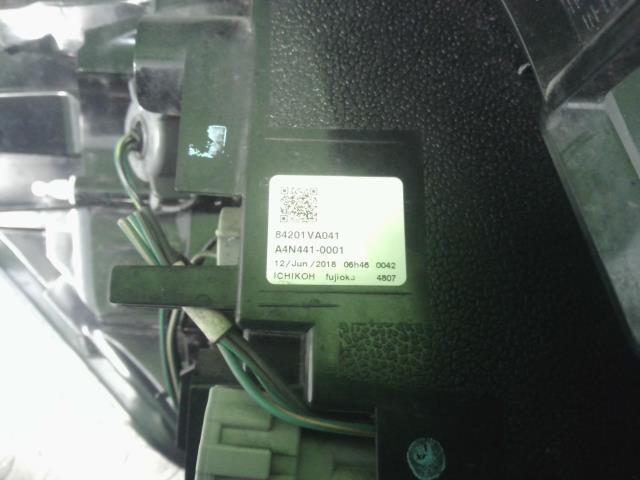 84201VA041
A4N441-0001
12/Jun/2018 06h46 0042
ICHIKOH fujioka 4807